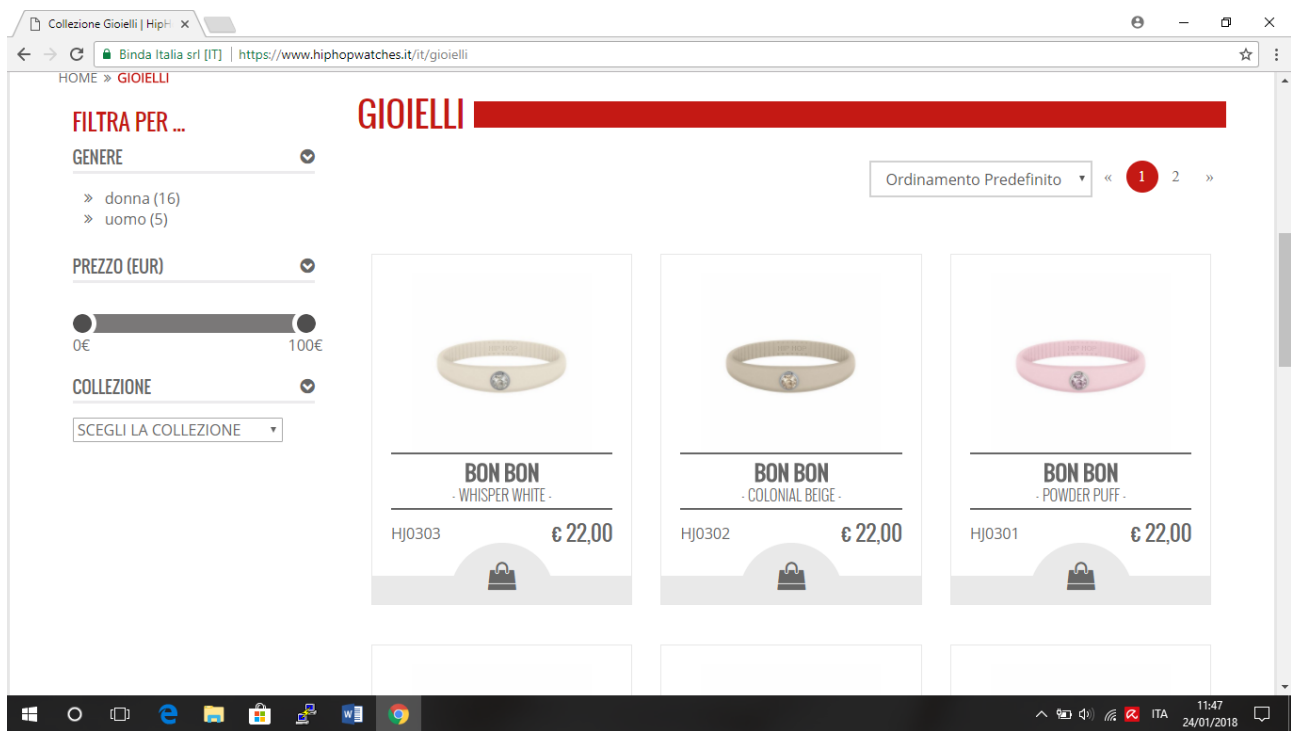 Collezione Gioielli | HipH
Binda Italia srl [IT] | https://www.hiphopwatches.it/it/gioielli
HOME » GIOIELLI
FILTRA PER ...
GENERE
» donna (16)
» uomo (5)
PREZZO (EUR)
0€ 100€
COLLEZIONE
SCEGLI LA COLLEZIONE
GIOIELLI
Ordinamento Predefinito « 1 2 »
BON BON
- WHISPER WHITE -
HJ0303 € 22,00
BON BON
- COLONIAL BEIGE -
HJ0302 € 22,00
BON BON
- POWDER PUFF -
HJ0301 € 22,00
ITA
11:47
24/01/2018